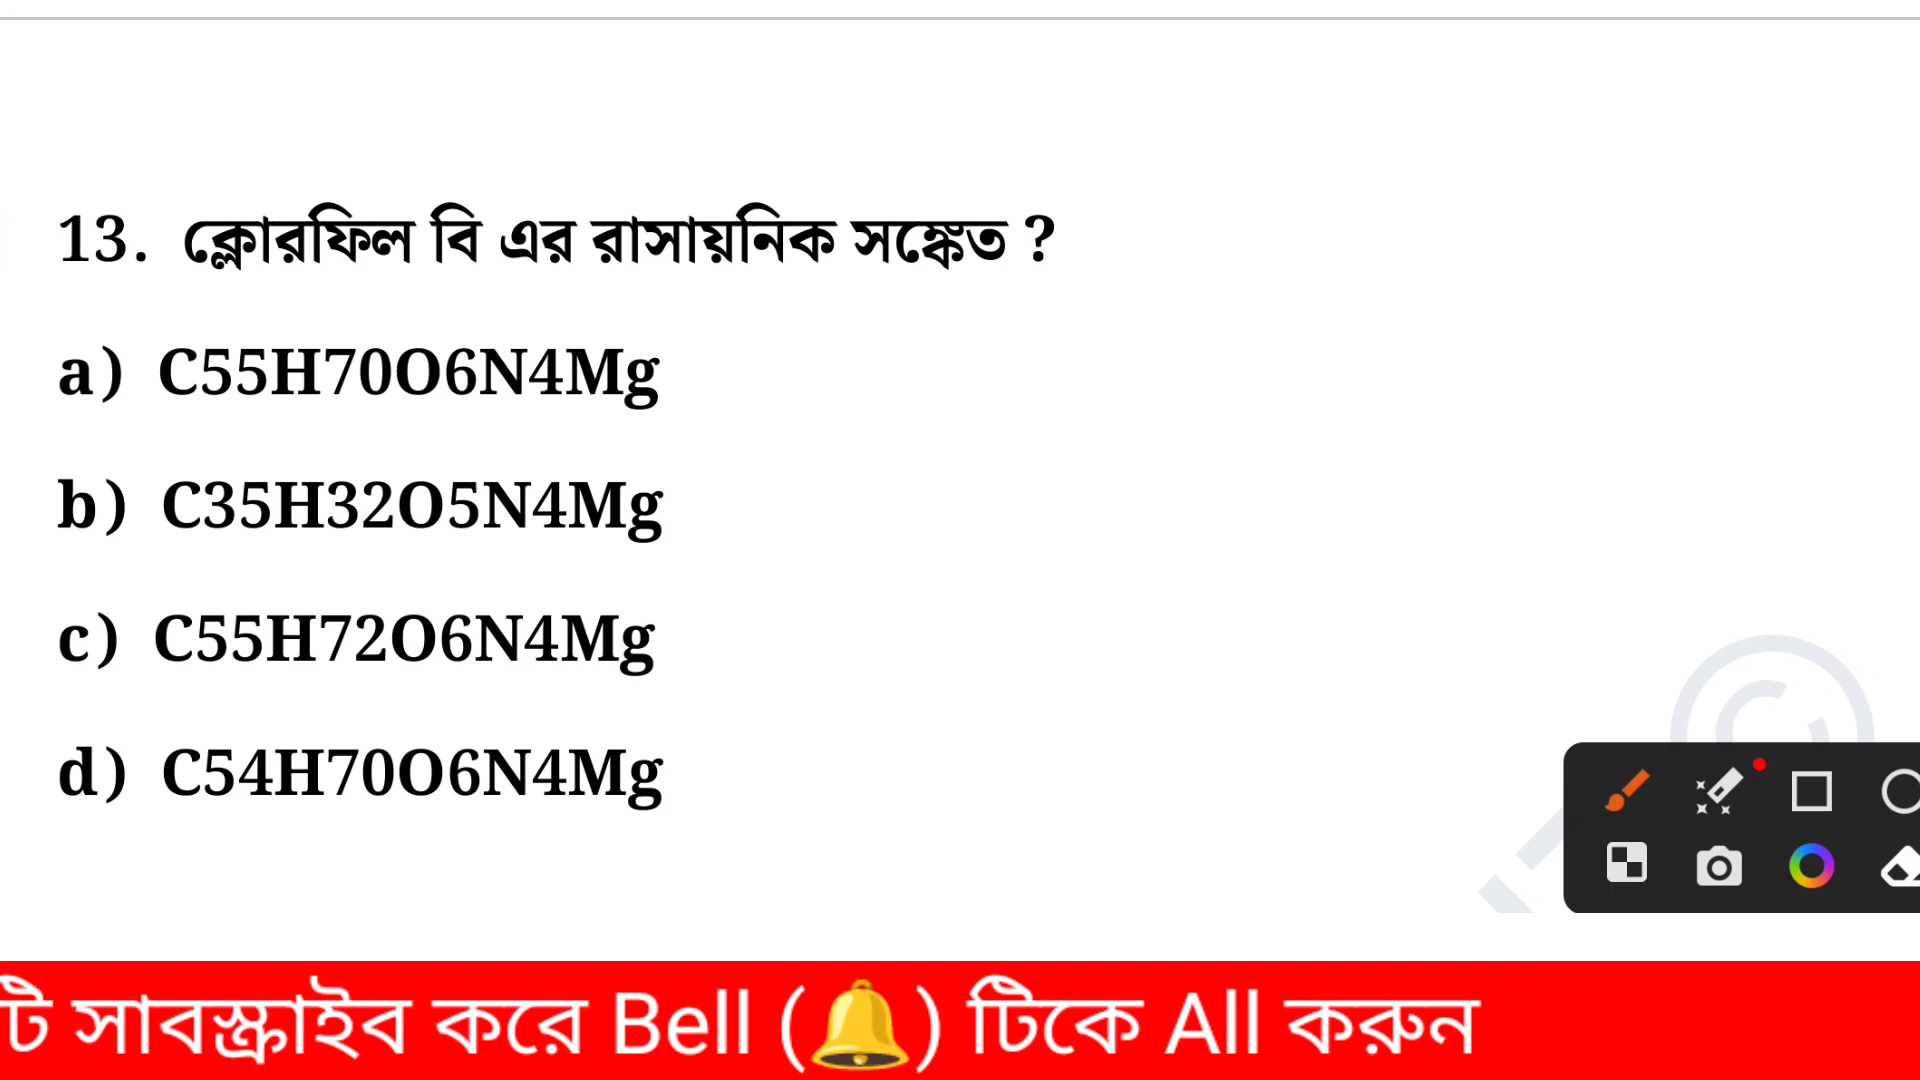 13. ক্লোরফিল বি এর রাসায়নিক সঙ্কেত ?
a) C55H70O6N4Mg
b) C35H32O5N4Mg
c) C55H72O6N4Mg
d) C54H70O6N4Mg
টি সাবস্ক্রাইব করে Bell (🔔) টিকে All করুন